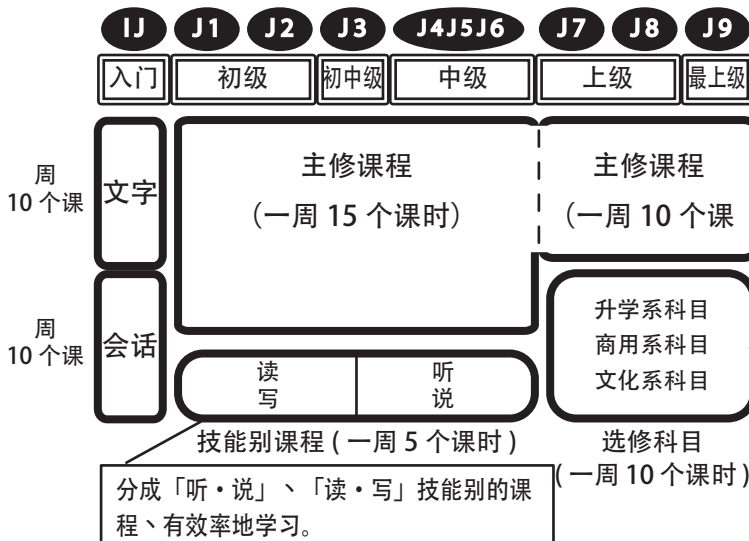 IJ J1 J2 J3 J4J5J6 J7 J8 J9
入门 初级 初中级 中级 上级 最上级
周
10 个课
文字
主修课程
（一周 15 个课时）
主修课程
（一周 10 个课
周
10 个课
会话
升学系科目
商用系科目
文化系科目
读
写
听
说
技能别课程 ( 一周 5 个课时 )
选修科目
( 一周 10 个课时 )
分成「听・说」、「读・写」技能别的课
程、有效率地学习。